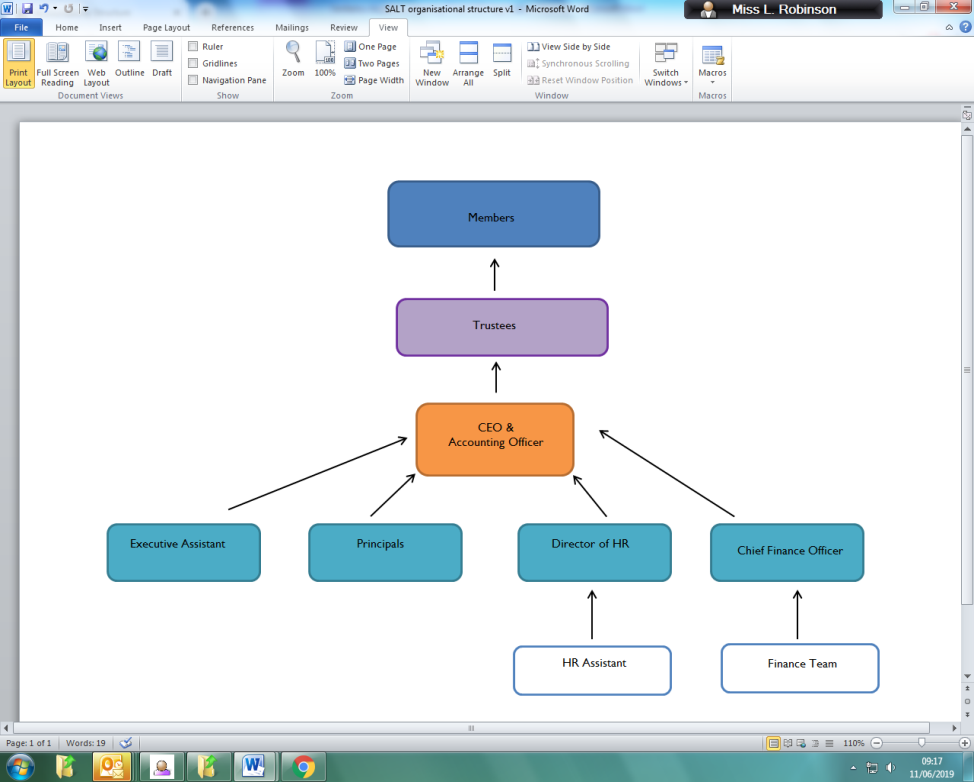 SALT organisational structure v1 - Microsoft Word
Miss L. Robinson
File Home Insert Page Layout References Mailings Review View
Print Layout
Full Screen Reading
Web Layout
Outline
Draft
Document Views
Ruler
Gridlines
Navigation Pane
Show
Zoom
100%
One Page
Two Pages
Page Width
Zoom
New Window
Arrange All
Split
View Side by Side
Synchronous Scrolling
Reset Window Position
Window
Switch Windows
Macros
Macros
Members
Trustees
CEO &
Accounting Officer
Executive Assistant
Principals
Director of HR
Chief Finance Officer
HR Assistant
Finance Team
Page: 1 of 1 Words: 19
110%
09:17
11/06/2019